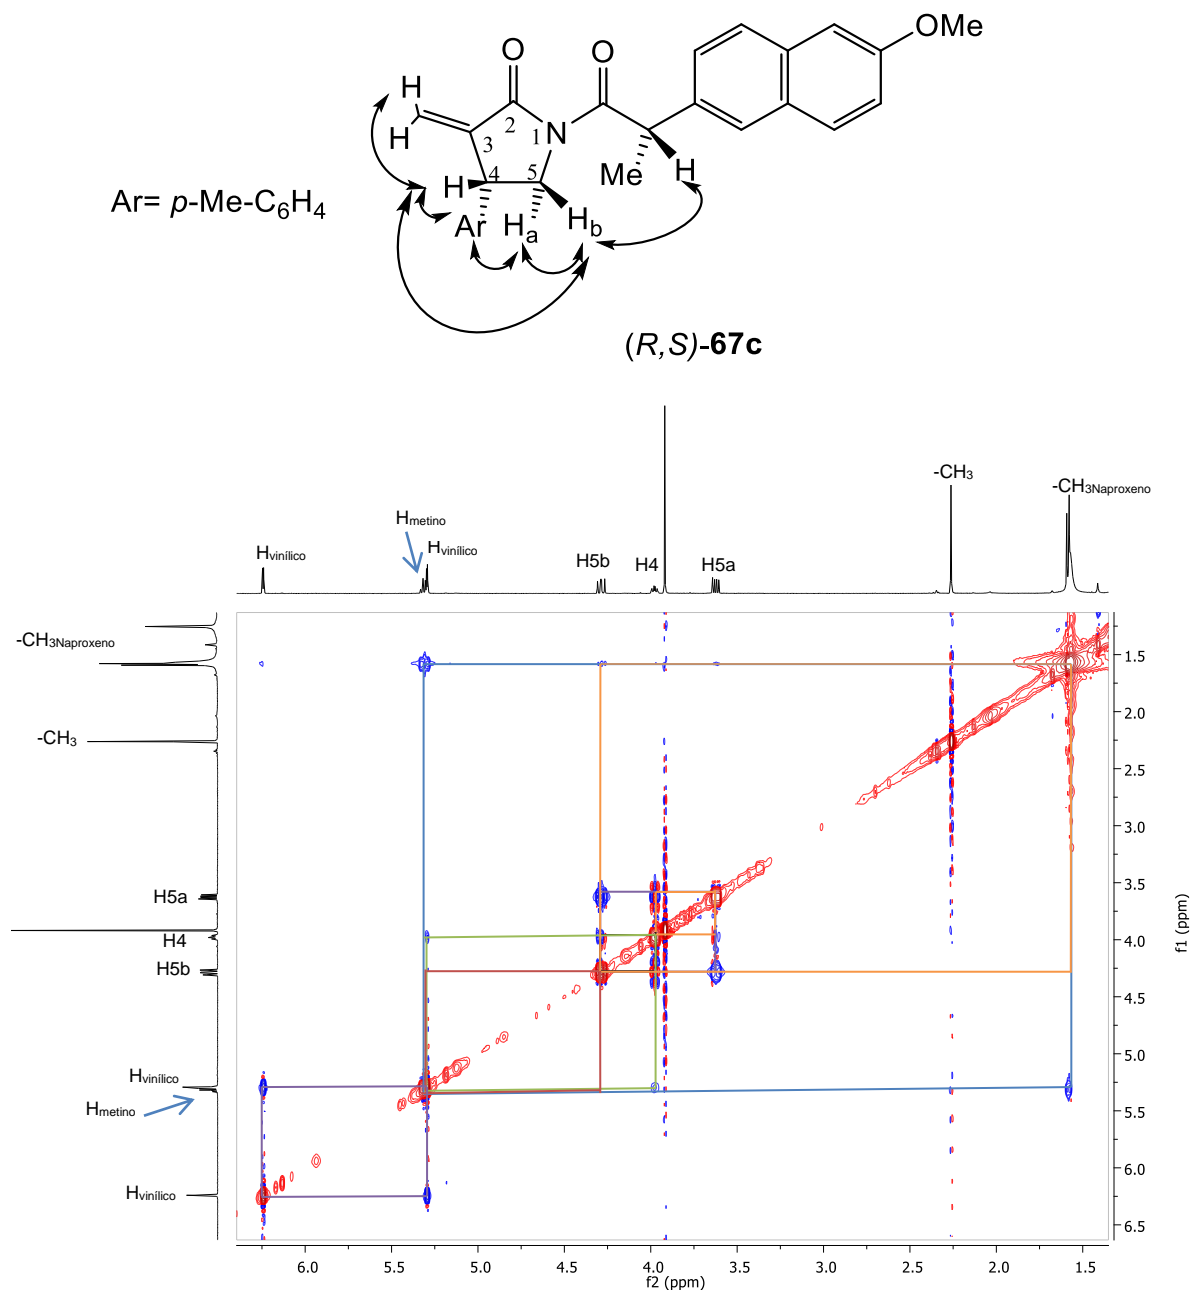 O
O
OMe
H
H
2
1
N
3
4
5
H
Me
H
Ar
Ha
Hb
Ar= p-Me-C6H4
(R,S)-67c
-CH3
-CH3Naproxeno
Hmetino
Hvinílico
Hvinílico
H5b
H4
H5a
-CH3Naproxeno
-CH3
H5a
H4
H5b
Hvinílico
Hmetino
Hvinílico
1.5
2.0
2.5
3.0
3.5
4.0
4.5
5.0
5.5
6.0
6.5
f1 (ppm)
6.0 5.5 5.0 4.5 4.0 3.5 3.0 2.5 2.0 1.5
f2 (ppm)